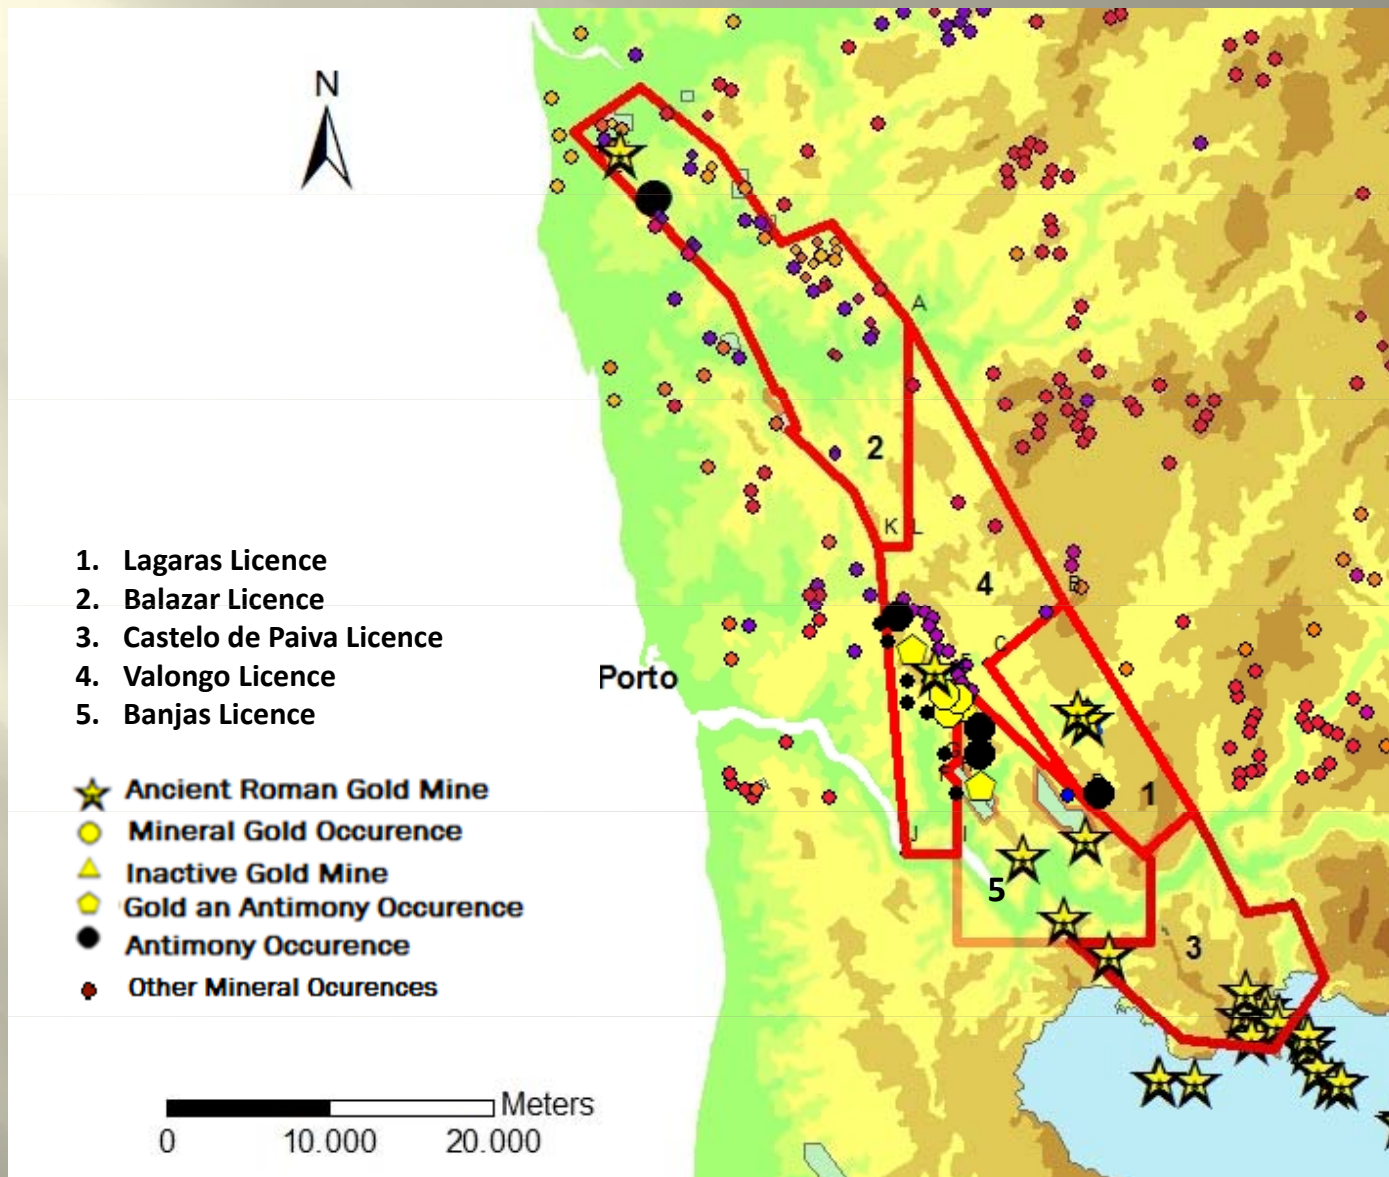 N
A
2
K L
4
B
C
Porto
1. Lagaras Licence
2. Balazar Licence
3. Castelo de Paiva Licence
4. Valongo Licence
5. Banjas Licence
G
1
J I
5
3
Ancient Roman Gold Mine
Mineral Gold Occurence
Inactive Gold Mine
Gold an Antimony Occurence
Antimony Occurence
Other Mineral Ocurences
Meters
0 10.000 20.000